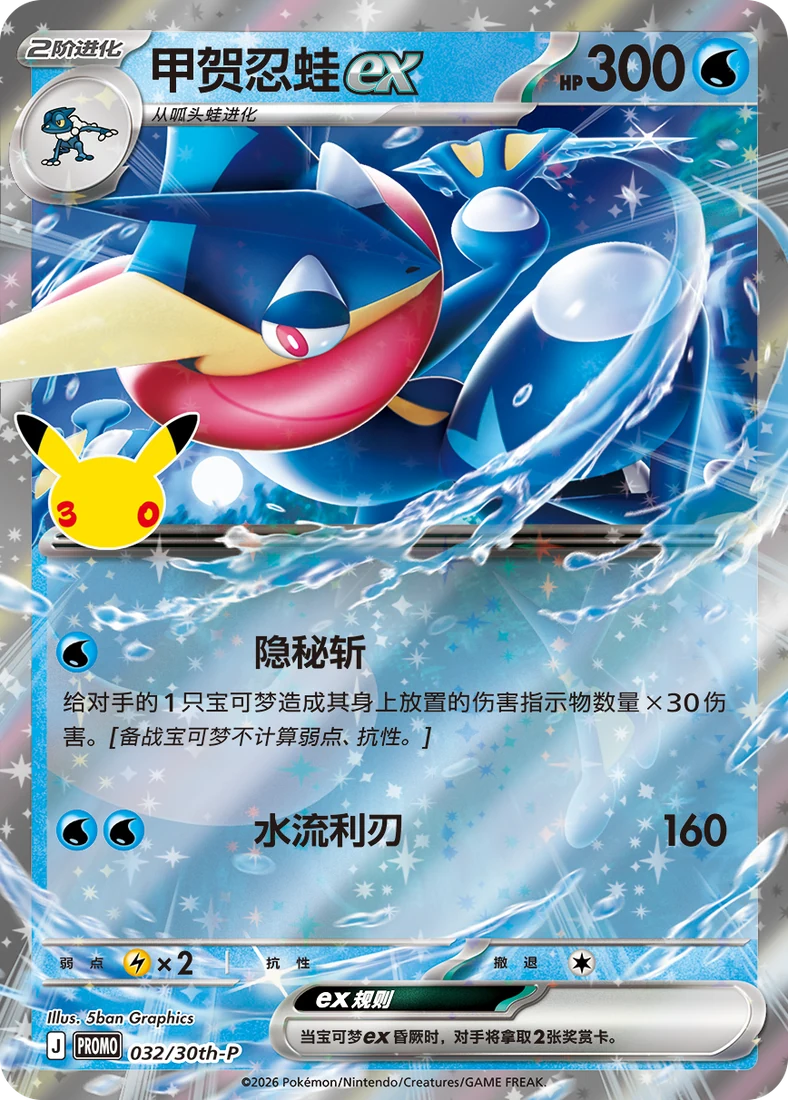 2阶进化
甲贺忍蛙ex
HP300
从呱头蛙进化
30
隐秘斩
给对手的1只宝可梦造成其身上放置的伤害指示物数量×30伤
害。[备战宝可梦不计算弱点、抗性。]
水流利刃 160
弱点 ×2 抗性 撤退
Illus. 5ban Graphics
ex规则
当宝可梦ex昏厥时，对手将拿取2张奖赏卡。
J PROMO 032/30th-P
©2026 Pokémon/Nintendo/Creatures/GAME FREAK.